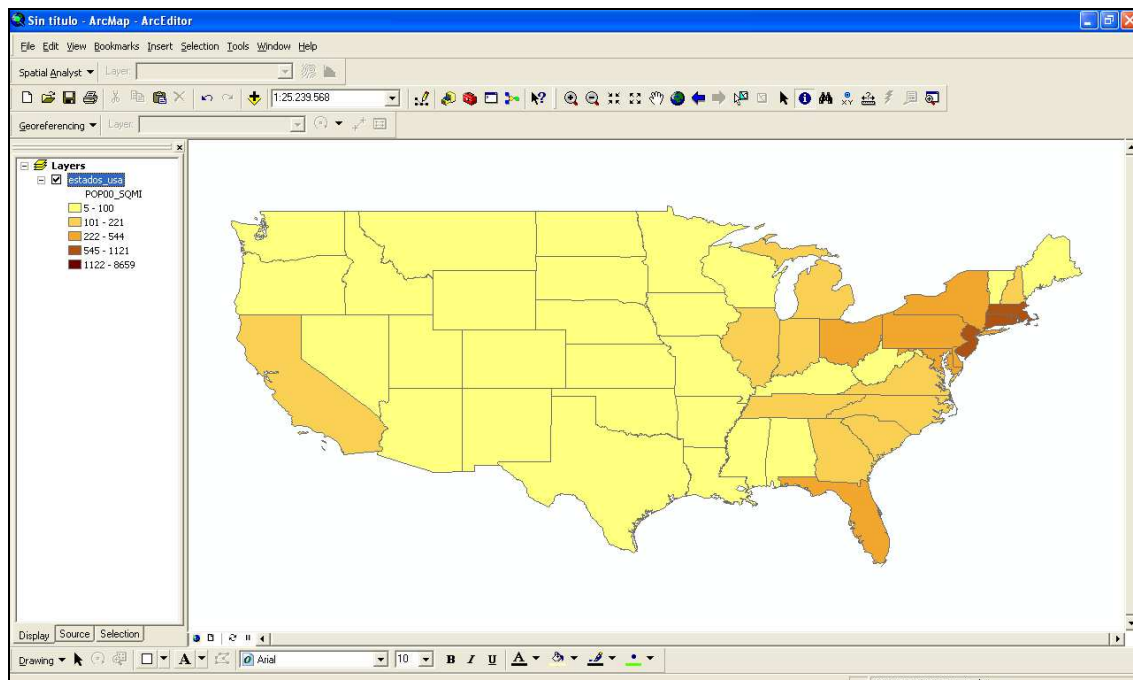 Sin título - ArcMap - ArcEditor
File Edit View Bookmarks Insert Selection Tools Window Help
Spatial Analyst Layer:
1:25.239.568
Georeferencing Layer:
Layers
estados_usa
POP00_SQMI
5 - 100
101 - 221
222 - 544
545 - 1121
1122 - 8659
Display Source Selection
Drawing A Arial 10 B I U A